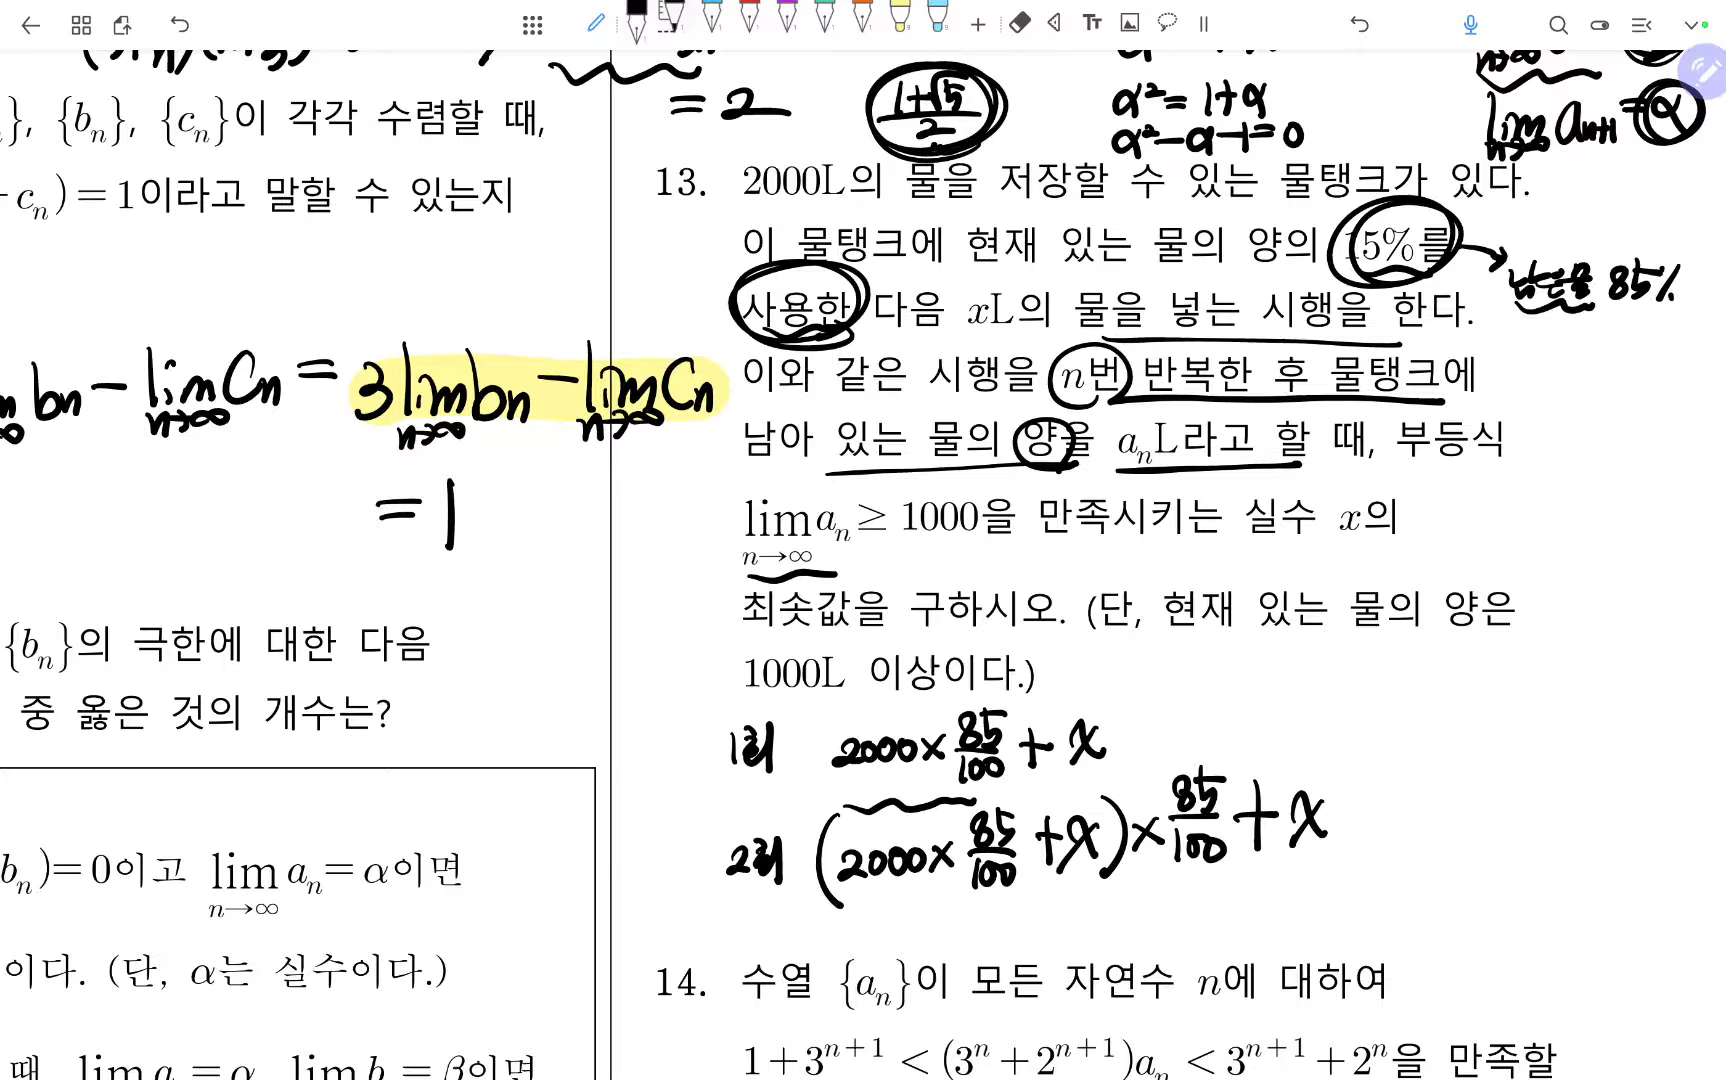 }, {bₙ}, {cₙ}이 각각 수렴할 때,
cₙ) = 1이라고 말할 수 있는지
bn − lim n→∞ Cn = 3 lim n→∞ bn − lim n→∞ Cn
= 1
{bₙ}의 극한에 대한 다음
중 옳은 것의 개수는?
bₙ) = 0이고 lim n→∞ aₙ = α이면
이다. (단, α는 실수이다.)
때 lim a = α, lim b = β이면
= 2
(1+√5)/2
α² = 1+α
α² − α − 1 = 0
lim n→∞ an+1 = α
13. 2000L의 물을 저장할 수 있는 물탱크가 있다.
이 물탱크에 현재 있는 물의 양의 15%를
남은물 85%
사용한 다음 xL의 물을 넣는 시행을 한다.
이와 같은 시행을 n번 반복한 후 물탱크에
남아 있는 물의 양을 aₙL라고 할 때, 부등식
lim n→∞ aₙ ≥ 1000을 만족시키는 실수 x의
최솟값을 구하시오. (단, 현재 있는 물의 양은
1000L 이상이다.)
1회 2000 × 85/100 + x
2회 (2000 × 85/100 + x) × 85/100 + x
14. 수열 {aₙ}이 모든 자연수 n에 대하여
1 + 3ⁿ⁺¹ < (3ⁿ + 2ⁿ⁺¹)aₙ < 3ⁿ⁺¹ + 2ⁿ을 만족할